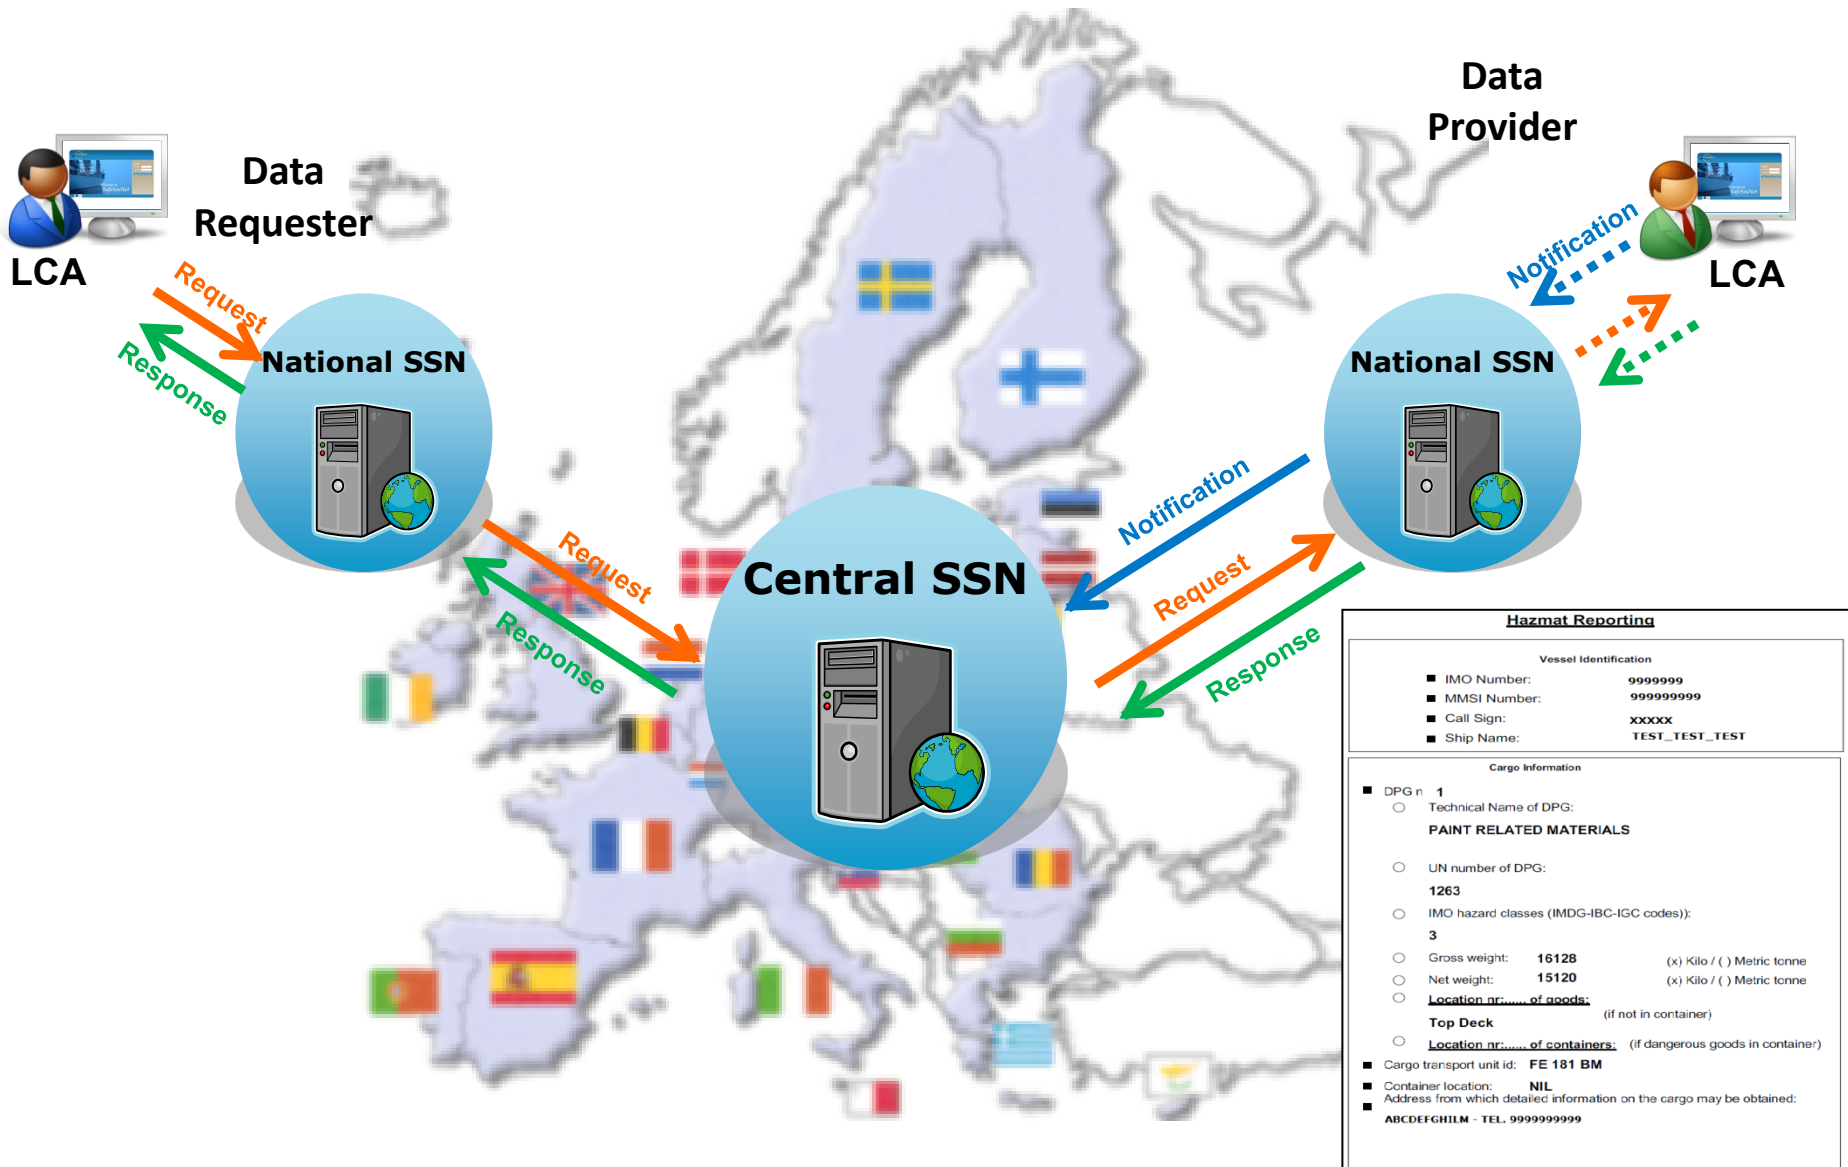 Data
Requester
LCA
Request
Response
National SSN
Request
Response
Central SSN
Data
Provider
LCA
Notification
National SSN
Notification
Request
Response
Hazmat Reporting
Vessel Identification
IMO Number: 9999999
MMSI Number: 999999999
Call Sign: XXXXX
Ship Name: TEST_TEST_TEST
Cargo Information
DPG n 1
Technical Name of DPG:
PAINT RELATED MATERIALS
UN number of DPG:
1263
IMO hazard classes (IMDG-IBC-IGC codes)):
3
Gross weight: 16128 (x) Kilo / ( ) Metric tonne
Net weight: 15120 (x) Kilo / ( ) Metric tonne
Location nr:...... of goods:
(if not in container)
Top Deck
Location nr:...... of containers: (if dangerous goods in container)
Cargo transport unit id: FE 181 BM
Container location: NIL
Address from which detailed information on the cargo may be obtained:
ABCDEFGHILM - TEL. 9999999999